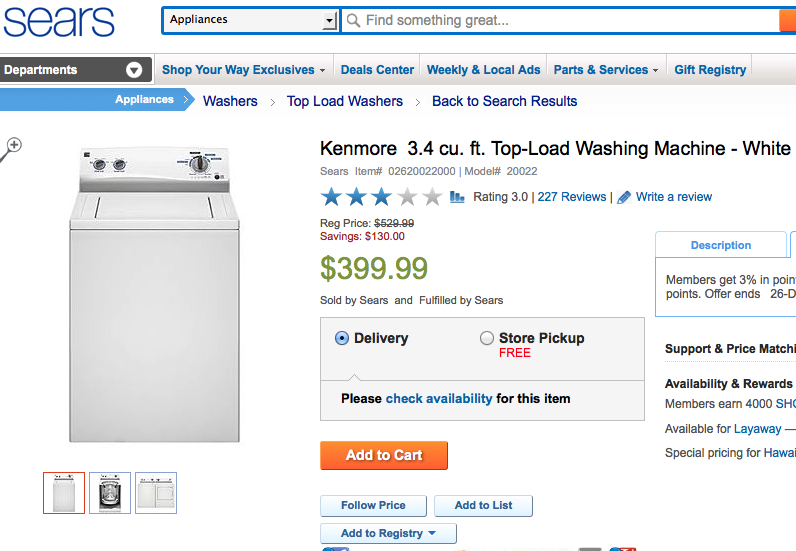 sears
Appliances
Find something great...
Departments
Shop Your Way Exclusives
Deals Center
Weekly & Local Ads
Parts & Services
Gift Registry
Appliances
Washers
Top Load Washers
Back to Search Results
Kenmore 3.4 cu. ft. Top-Load Washing Machine - White
Sears Item# 02620022000 | Model# 20022
Rating 3.0 | 227 Reviews | Write a review
Reg Price: $529.99
Savings: $130.00
$399.99
Sold by Sears and Fulfilled by Sears
Delivery
Store Pickup
FREE
Please check availability for this item
Add to Cart
Follow Price
Add to List
Add to Registry
Description
Members get 3% in poin
points. Offer ends 26-D
Support & Price Matchi
Availability & Rewards
Members earn 4000 SHO
Available for Layaway —
Special pricing for Hawai